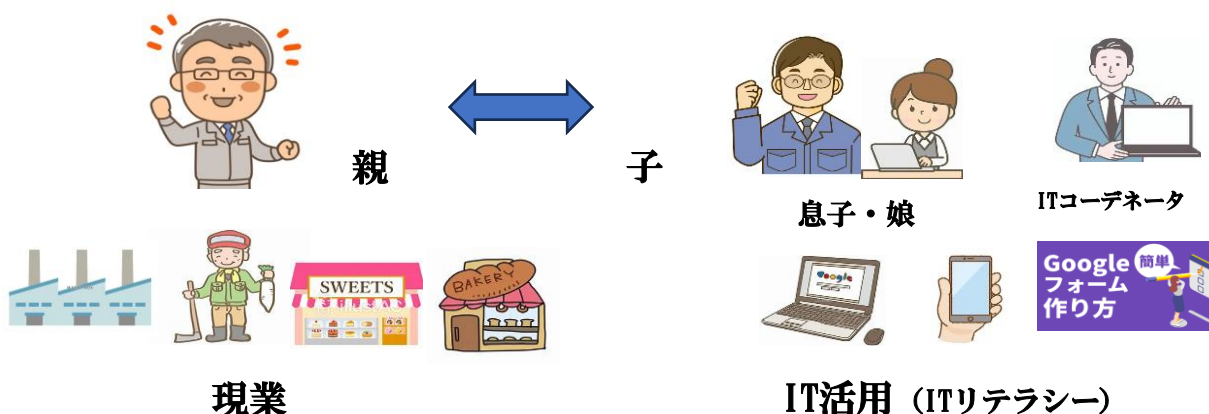 親
子
息子・娘
ITコーデネータ
SWEETS
BAKERY
Google
Google 簡単
フォーム
作り方
現業
IT活用（ITリテラシー）